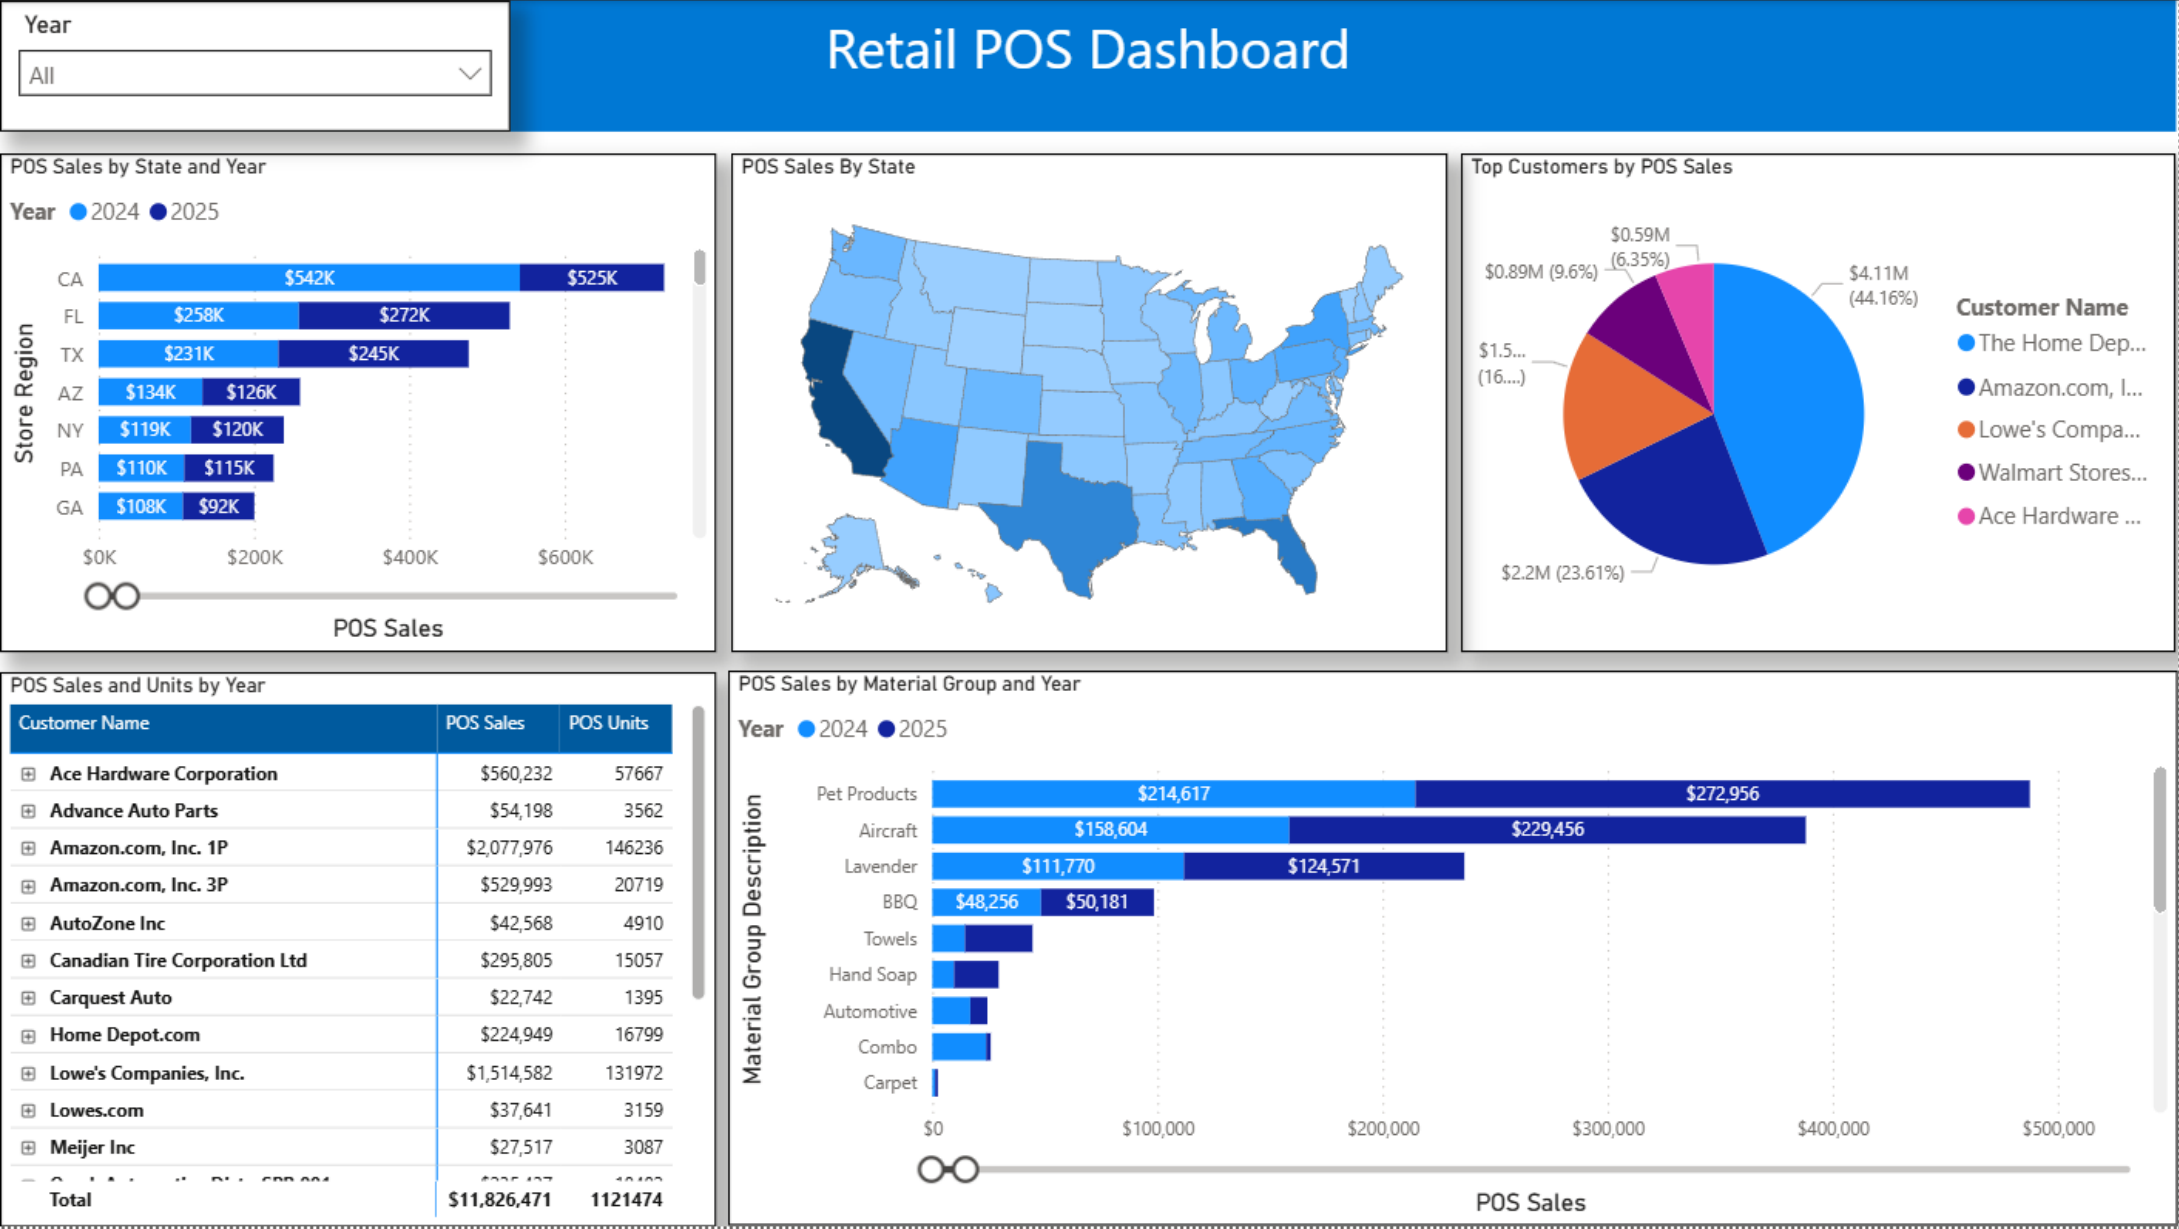 Year
All
Retail POS Dashboard
POS Sales by State and Year
Year 2024 2025
Store Region
CA $542K $525K
FL $258K $272K
TX $231K $245K
AZ $134K $126K
NY $119K $120K
PA $110K $115K
GA $108K $92K
$0K $200K $400K $600K
POS Sales
POS Sales By State
Top Customers by POS Sales
$0.59M
(6.35%)
$0.89M (9.6%)
$4.11M
(44.16%)
$1.5...
(16....)
$2.2M (23.61%)
Customer Name
The Home Dep...
Amazon.com, I...
Lowe's Compa...
Walmart Stores...
Ace Hardware ...
POS Sales and Units by Year
Customer Name POS Sales POS Units
Ace Hardware Corporation $560,232 57667
Advance Auto Parts $54,198 3562
Amazon.com, Inc. 1P $2,077,976 146236
Amazon.com, Inc. 3P $529,993 20719
AutoZone Inc $42,568 4910
Canadian Tire Corporation Ltd $295,805 15057
Carquest Auto $22,742 1395
Home Depot.com $224,949 16799
Lowe's Companies, Inc. $1,514,582 131972
Lowes.com $37,641 3159
Meijer Inc $27,517 3087
Total $11,826,471 1121474
POS Sales by Material Group and Year
Year 2024 2025
Material Group Description
Pet Products $214,617 $272,956
Aircraft $158,604 $229,456
Lavender $111,770 $124,571
BBQ $48,256 $50,181
Towels
Hand Soap
Automotive
Combo
Carpet
$0 $100,000 $200,000 $300,000 $400,000 $500,000
POS Sales